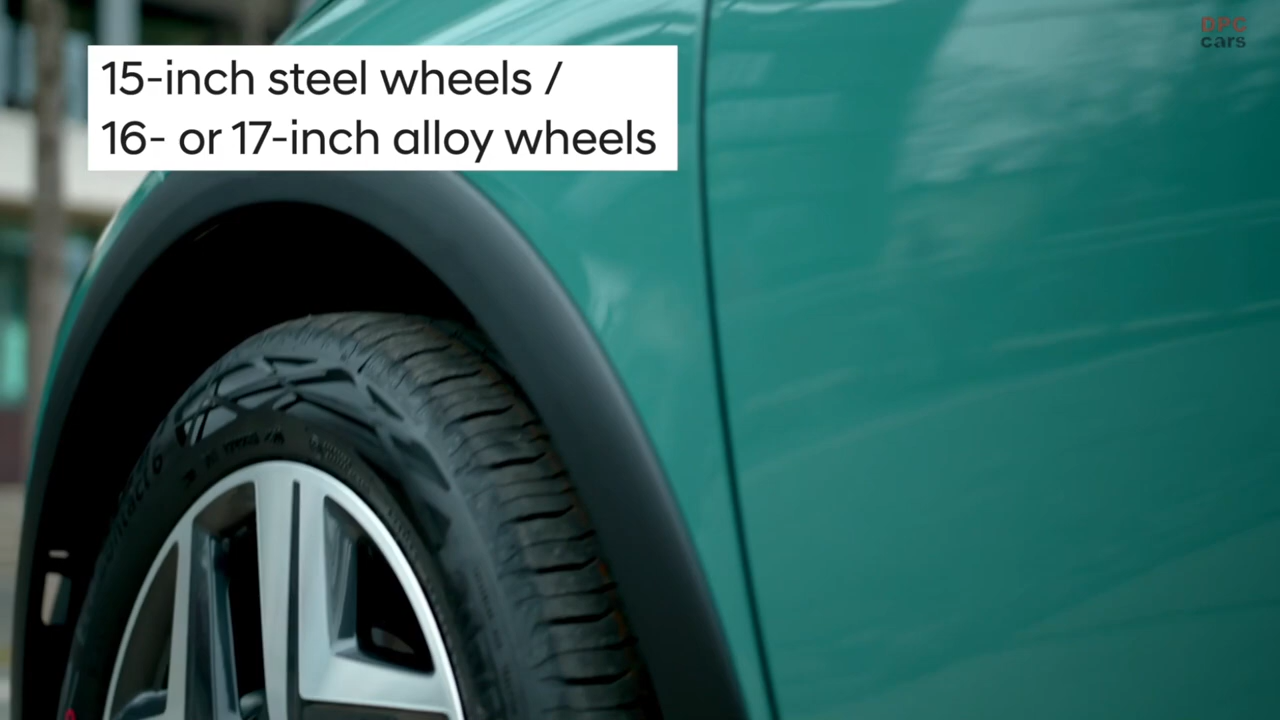 15-inch steel wheels /
16- or 17-inch alloy wheels
DPC
cars